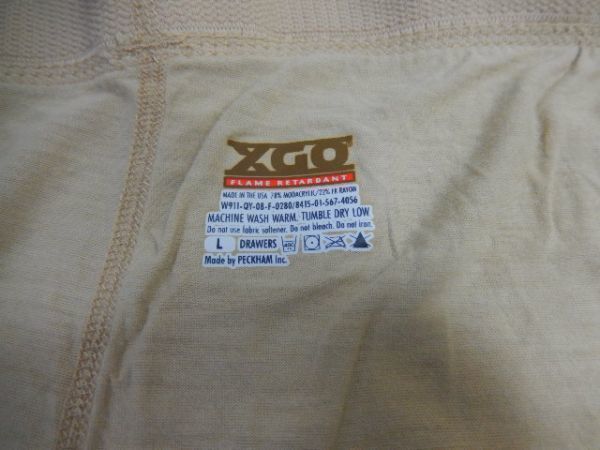 XGO
FLAME RETARDANT
MADE IN THE USA 78% MODACRYLIC/22% FR RAYON
W911-QY-08-F-0280/8415-01-567-4056
MACHINE WASH WARM. TUMBLE DRY LOW
Do not use fabric softener. Do not bleach. Do not iron.
L DRAWERS
Made by PECKHAM Inc.